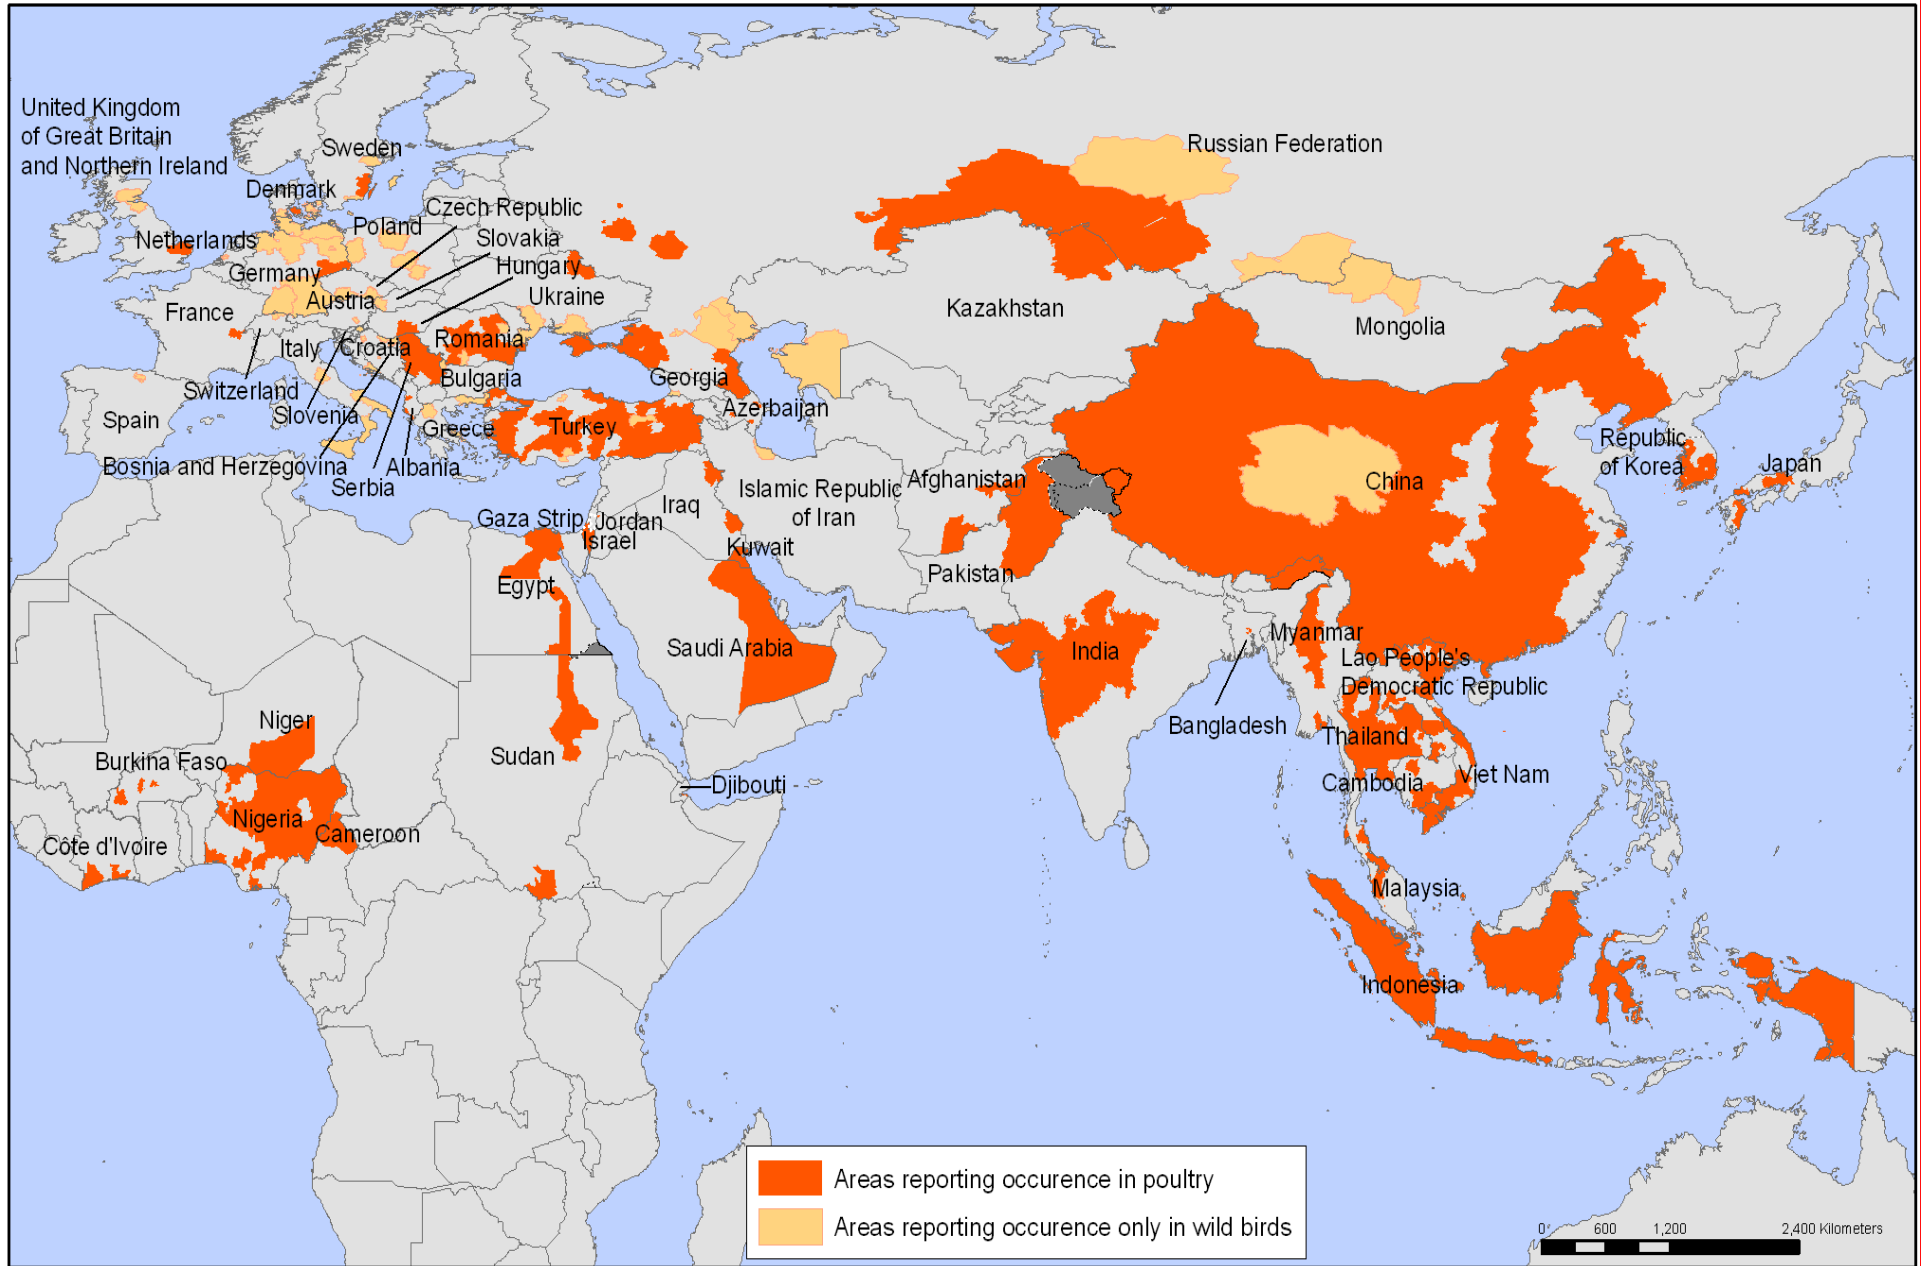 United Kingdom
of Great Britain
and Northern Ireland
Sweden
Russian Federation
Denmark
Czech Republic
Poland
Netherlands
Slovakia
Germany
Hungary
Austria
Ukraine
France
Kazakhstan
Mongolia
Italy
Croatia
Romania
Switzerland
Bulgaria
Georgia
Slovenia
Azerbaijan
Spain
Greece
Turkey
Bosnia and Herzegovina
Albania
Serbia
Republic
of Korea
Japan
China
Afghanistan
Islamic Republic
of Iran
Iraq
Gaza Strip
Jordan
Israel
Kuwait
Pakistan
Egypt
Saudi Arabia
India
Myanmar
Lao People's
Democratic Republic
Bangladesh
Niger
Thailand
Sudan
Burkina Faso
Djibouti
Cambodia
Viet Nam
Nigeria
Cameroon
Côte d'Ivoire
Malaysia
Indonesia
Areas reporting occurence in poultry
Areas reporting occurence only in wild birds
0 600 1,200 2,400 Kilometers